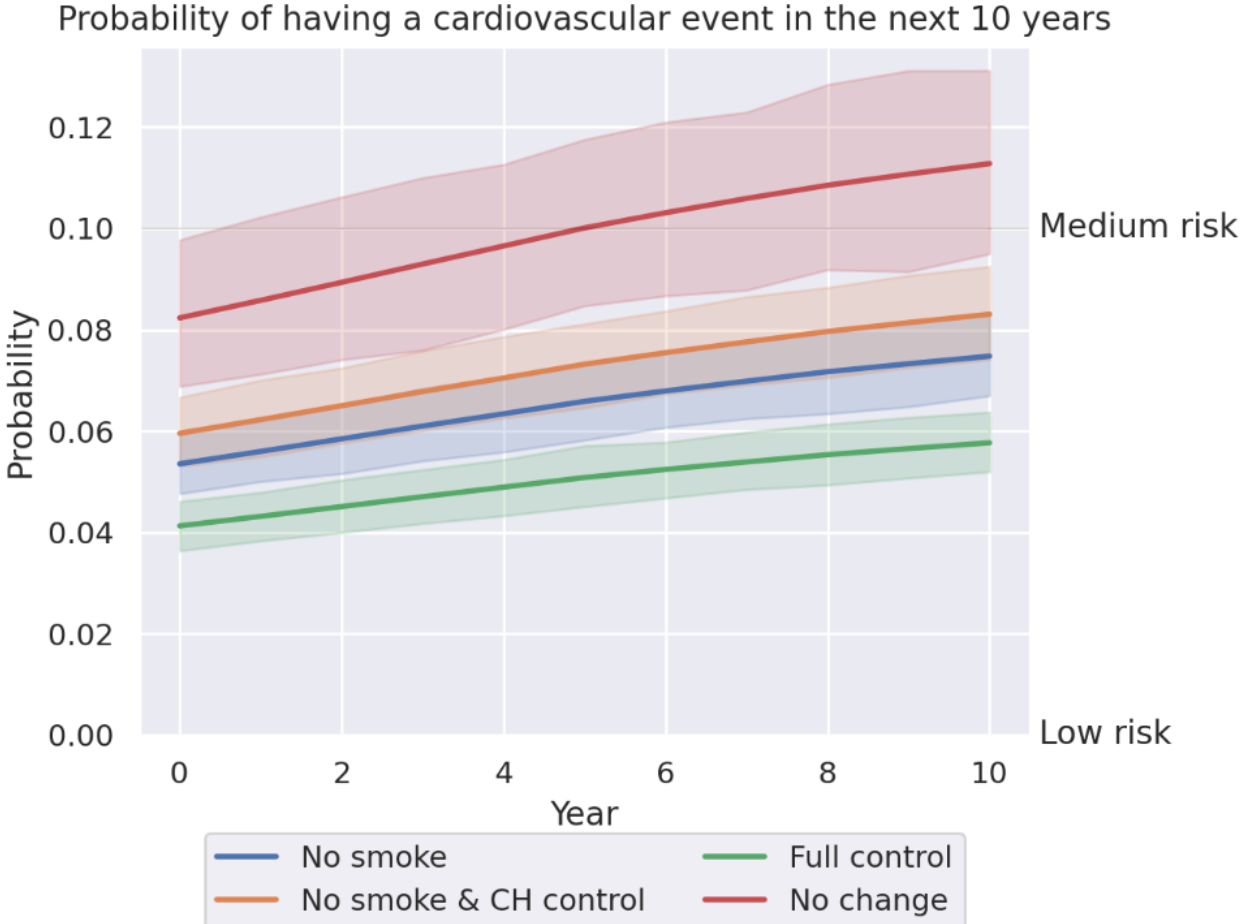 Probability of having a cardiovascular event in the next 10 years
0.12
0.10
Medium risk
0.08
0.06
0.04
0.02
0.00
Low risk
Probability
0 2 4 6 8 10
Year
No smoke Full control
No smoke & CH control No change